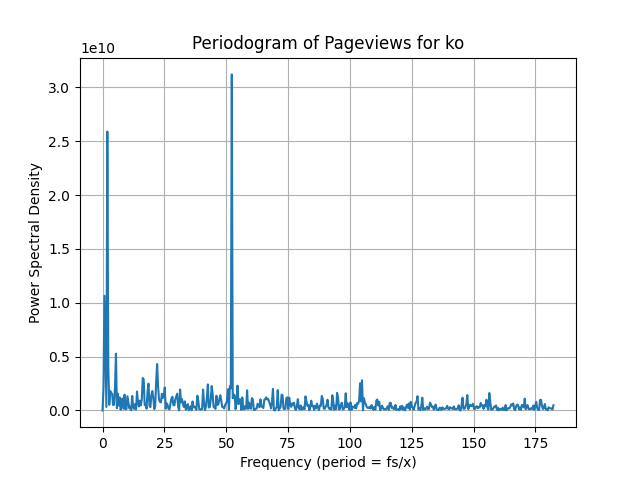 Periodogram of Pageviews for ko
1e10
3.0
2.5
2.0
1.5
1.0
0.5
0.0
Power Spectral Density
0 25 50 75 100 125 150 175
Frequency (period = fs/x)